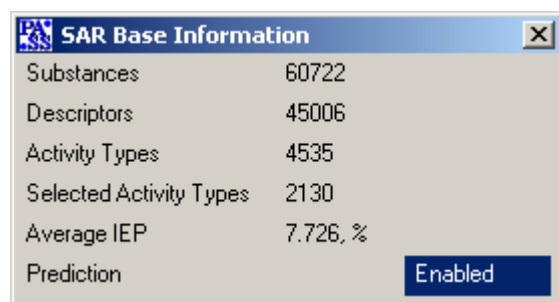 PASS SAR Base Information
Substances 60722
Descriptors 45006
Activity Types 4535
Selected Activity Types 2130
Average IEP 7.726, %
Prediction Enabled